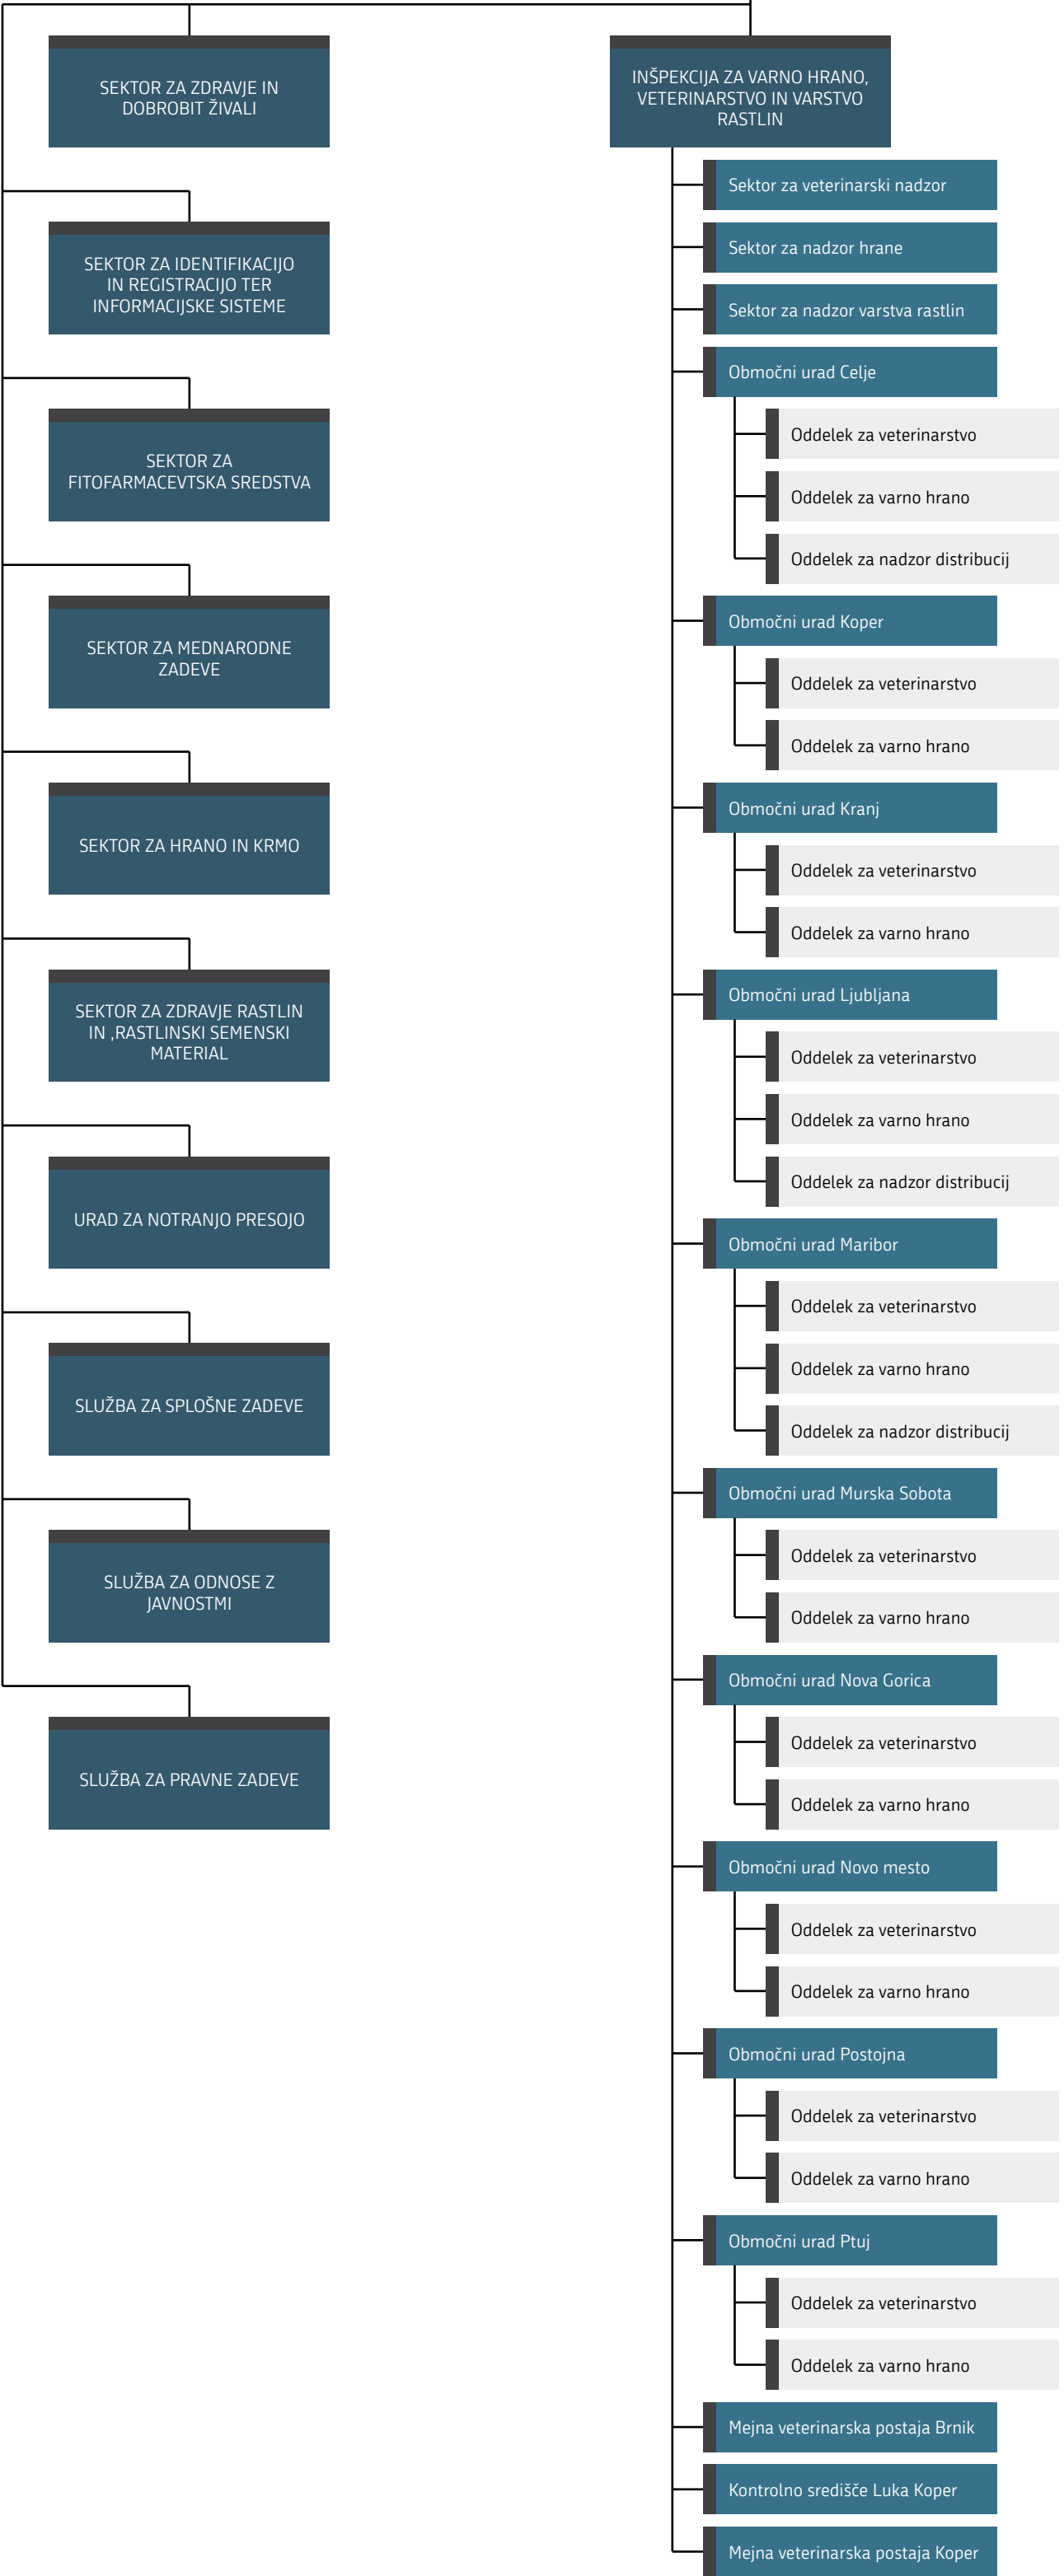 SEKTOR ZA ZDRAVJE IN
DOBROBIT ŽIVALI
SEKTOR ZA IDENTIFIKACIJO
IN REGISTRACIJO TER
INFORMACIJSKE SISTEME
SEKTOR ZA
FITOFARMACEVTSKA SREDSTVA
SEKTOR ZA MEDNARODNE
ZADEVE
SEKTOR ZA HRANO IN KRMO
SEKTOR ZA ZDRAVJE RASTLIN
IN ,RASTLINSKI SEMENSKI
MATERIAL
URAD ZA NOTRANJO PRESOJO
SLUŽBA ZA SPLOŠNE ZADEVE
SLUŽBA ZA ODNOSE Z
JAVNOSTMI
SLUŽBA ZA PRAVNE ZADEVE
INŠPEKCIJA ZA VARNO HRANO,
VETERINARSTVO IN VARSTVO
RASTLIN
Sektor za veterinarski nadzor
Sektor za nadzor hrane
Sektor za nadzor varstva rastlin
Območni urad Celje
Oddelek za veterinarstvo
Oddelek za varno hrano
Oddelek za nadzor distribucij
Območni urad Koper
Oddelek za veterinarstvo
Oddelek za varno hrano
Območni urad Kranj
Oddelek za veterinarstvo
Oddelek za varno hrano
Območni urad Ljubljana
Oddelek za veterinarstvo
Oddelek za varno hrano
Oddelek za nadzor distribucij
Območni urad Maribor
Oddelek za veterinarstvo
Oddelek za varno hrano
Oddelek za nadzor distribucij
Območni urad Murska Sobota
Oddelek za veterinarstvo
Oddelek za varno hrano
Območni urad Nova Gorica
Oddelek za veterinarstvo
Oddelek za varno hrano
Območni urad Novo mesto
Oddelek za veterinarstvo
Oddelek za varno hrano
Območni urad Postojna
Oddelek za veterinarstvo
Oddelek za varno hrano
Območni urad Ptuj
Oddelek za veterinarstvo
Oddelek za varno hrano
Mejna veterinarska postaja Brnik
Kontrolno središče Luka Koper
Mejna veterinarska postaja Koper